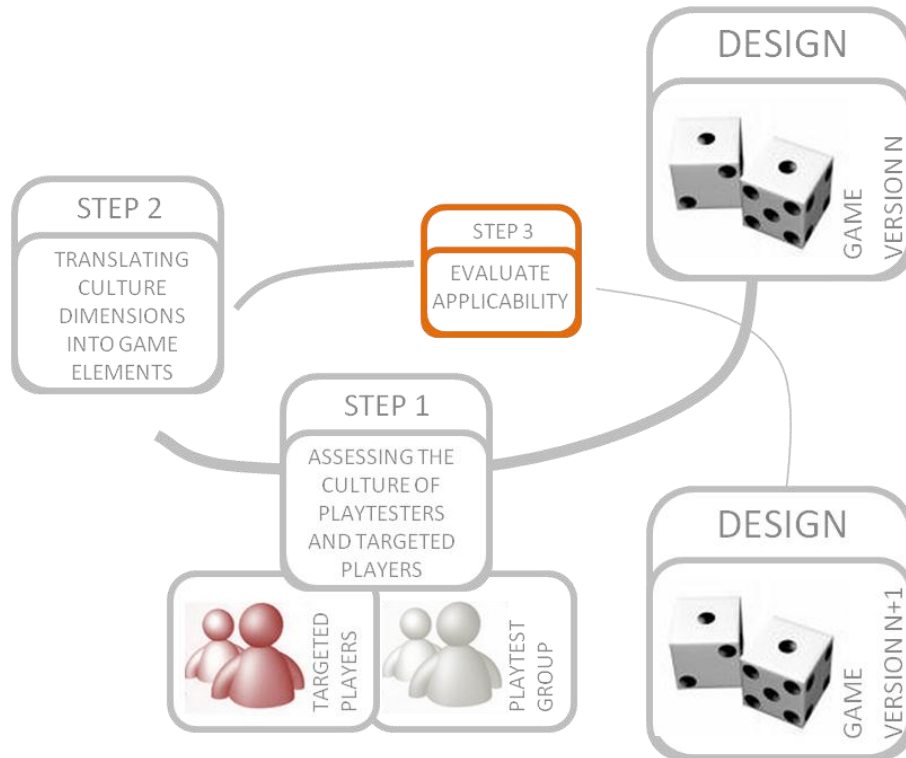 DESIGN
GAME
VERSION N
STEP 2
TRANSLATING
CULTURE
DIMENSIONS
INTO GAME
ELEMENTS
STEP 3
EVALUATE
APPLICABILITY
STEP 1
ASSESSING THE
CULTURE OF
PLAYTESTERS
AND TARGETED
PLAYERS
TARGETED
PLAYERS
PLAYTEST
GROUP
DESIGN
GAME
VERSION N+1